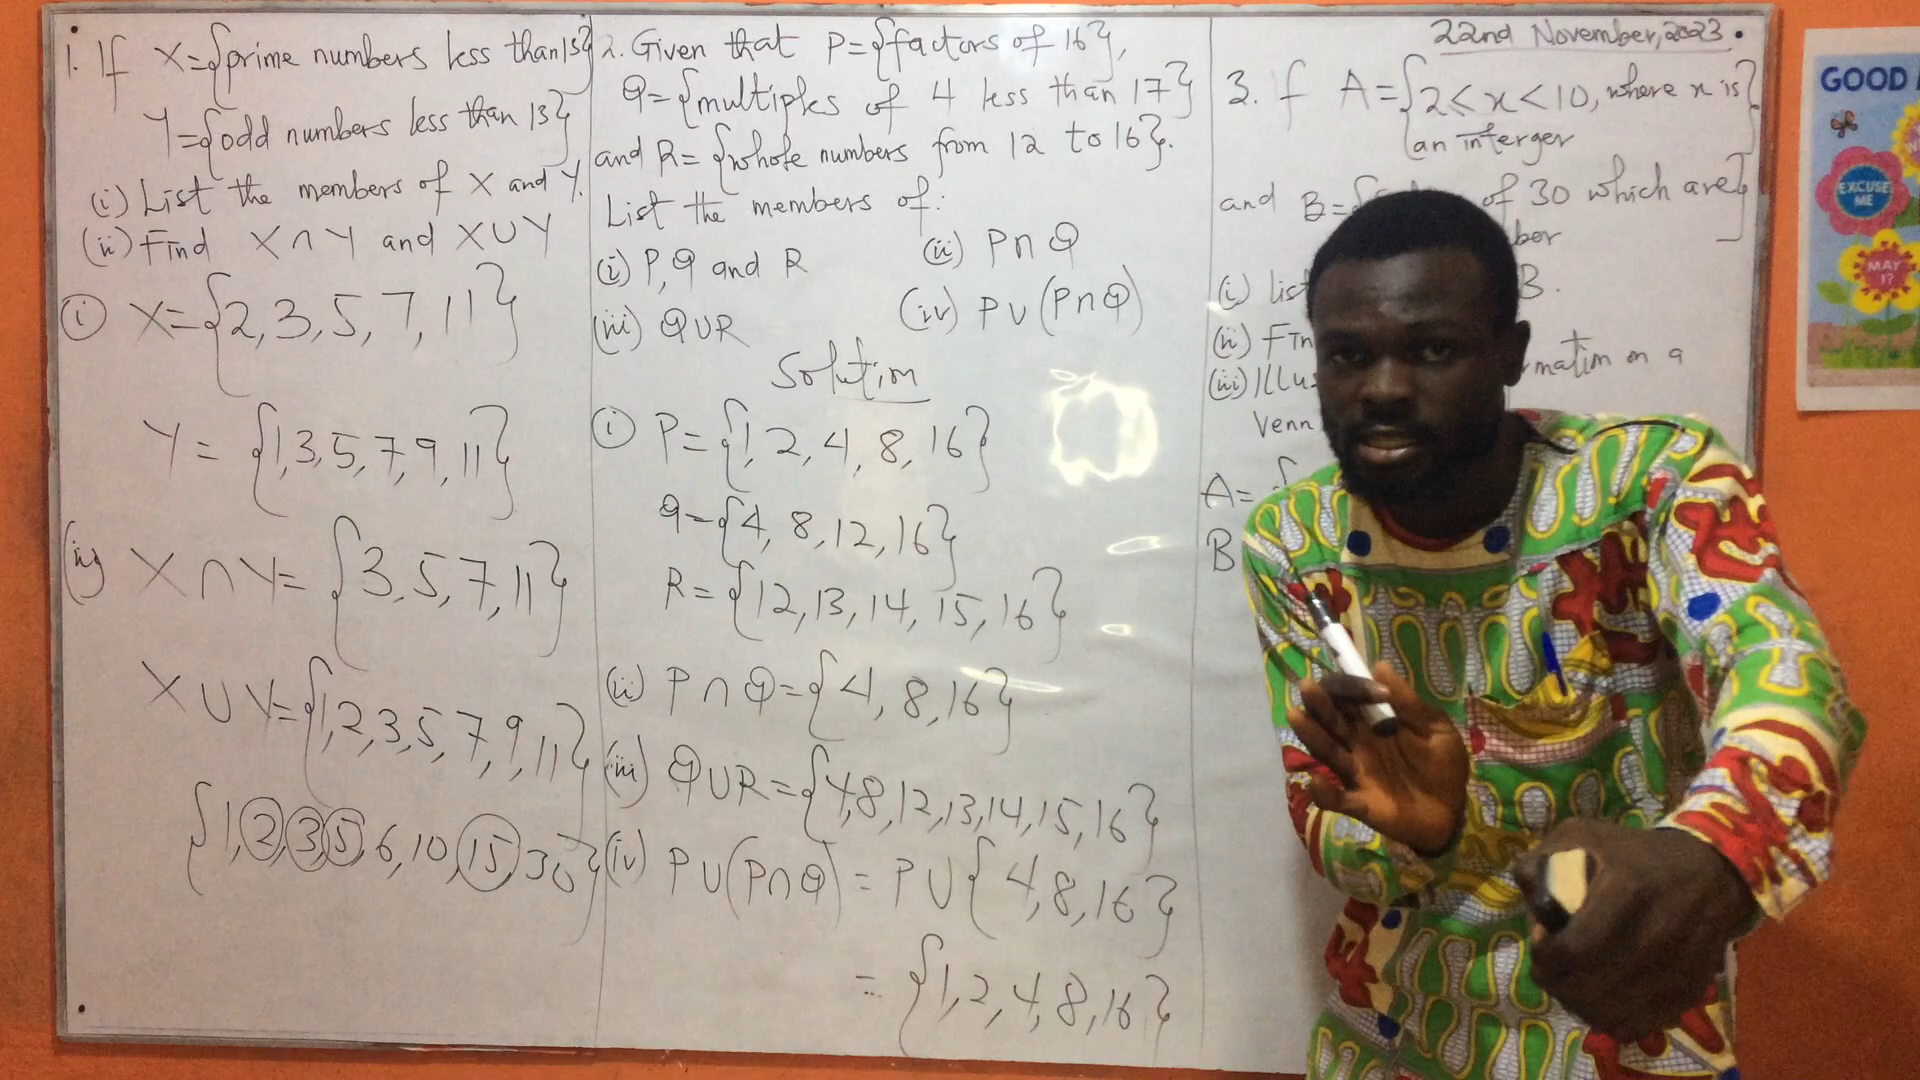 1. If X={prime numbers less than 13}
Y={odd numbers less than 13}
(i) List the members of X and Y.
(ii) Find X∩Y and X∪Y
(i) X={2,3,5,7,11}
Y={1,3,5,7,9,11}
(ii) X∩Y={3,5,7,11}
X∪Y={1,2,3,5,7,9,11}
{1,2,3,5,6,10,15,30}
2. Given that P={factors of 16},
Q={multiples of 4 less than 17}
and R={whole numbers from 12 to 16}.
List the members of:
(i) P,Q and R (ii) P∩Q
(iii) Q∪R (iv) P∪(P∩Q)
Solution
(i) P={1,2,4,8,16}
Q={4,8,12,16}
R={12,13,14,15,16}
(ii) P∩Q={4,8,16}
(iii) Q∪R={4,8,12,13,14,15,16}
(iv) P∪(P∩Q) = P∪{4,8,16}
= {1,2,4,8,16}
22nd November, 2023.
3. If A={2<x<10, where x is
an interger}
and B={ of 30 which are}
(i) B.
(ii)
(iii) on a
Venn
A={
B
GOOD
EXCUSE
ME
MAY
I?